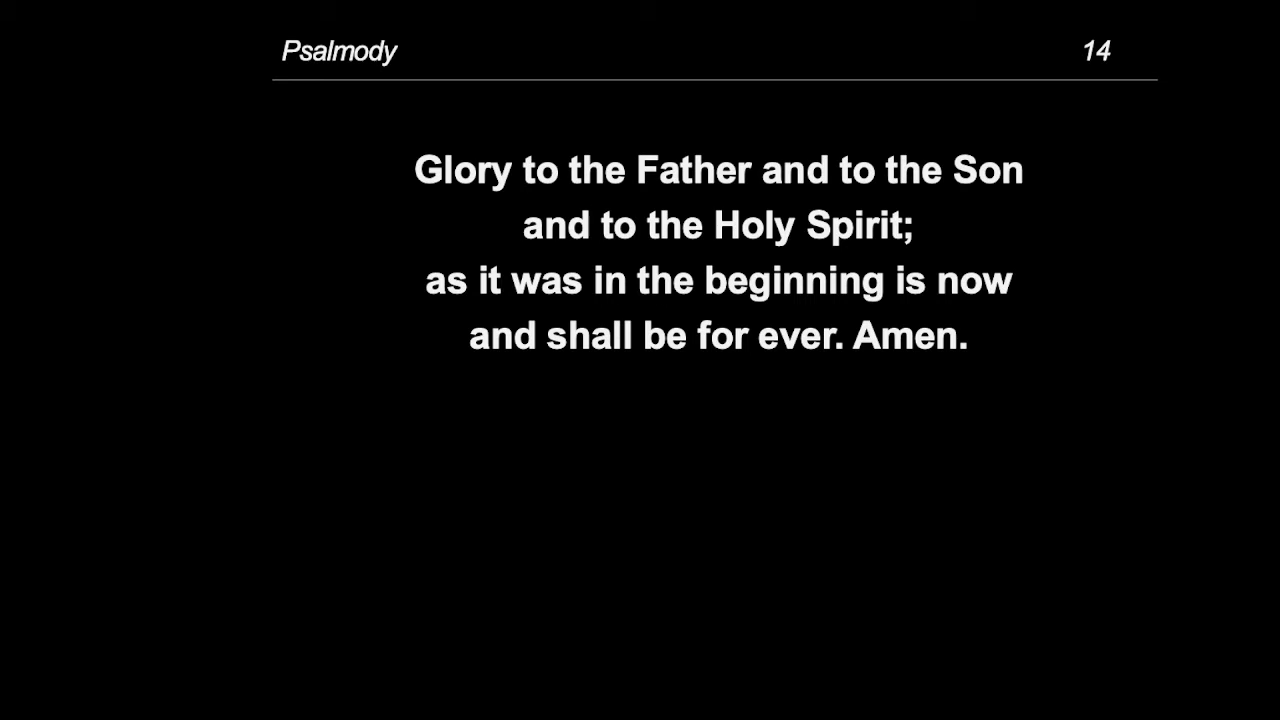 Psalmody 14
Glory to the Father and to the Son
and to the Holy Spirit;
as it was in the beginning is now
and shall be for ever. Amen.